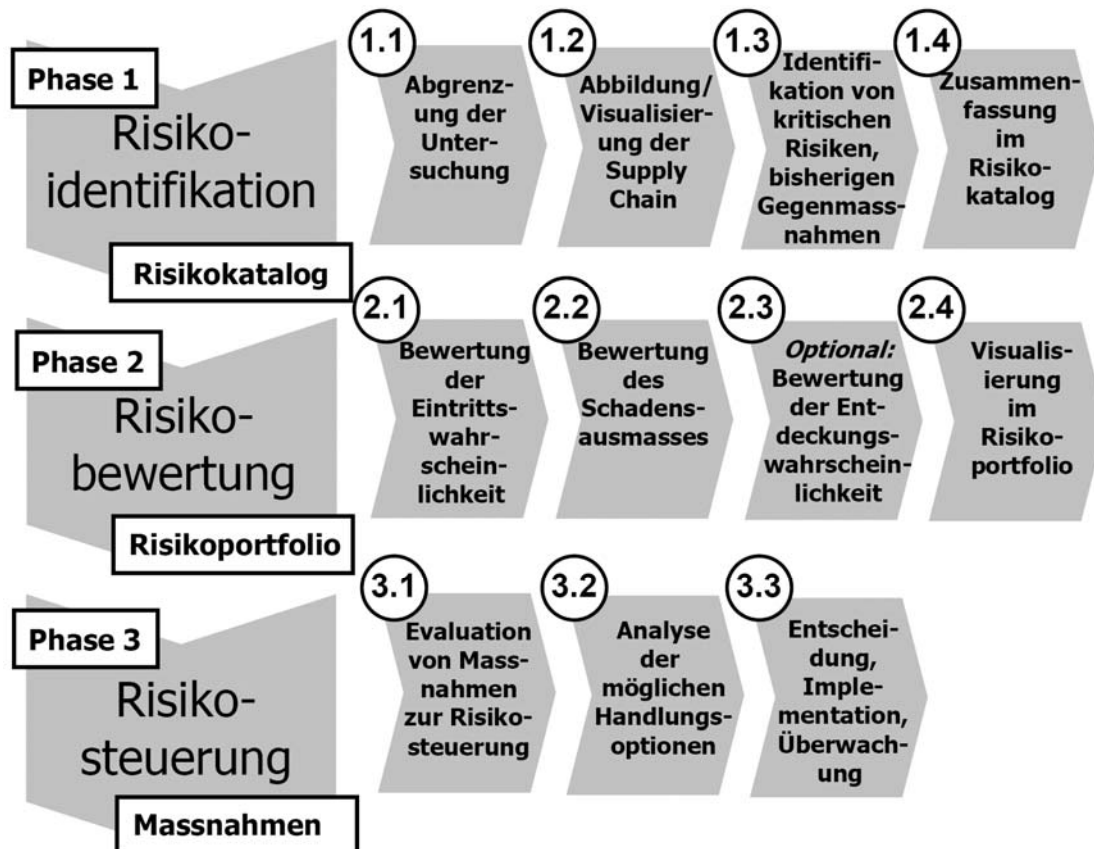 Phase 1
Risiko-
identifikation
Risikokatalog
1.1
Abgrenz-
ung der
Unter-
suchung
1.2
Abbildung/
Visualisier-
ung der
Supply
Chain
1.3
Identifi-
kation von
kritischen
Risiken,
bisherigen
Gegenmass-
nahmen
1.4
Zusammen-
fassung
im
Risiko-
katalog
Phase 2
Risiko-
bewertung
Risikoportfolio
2.1
Bewertung
der
Eintritts-
wahr-
schein-
lichkeit
2.2
Bewertung
des
Schadens-
ausmasses
2.3
Optional:
Bewertung
der Ent-
deckungs-
wahrschein-
lichkeit
2.4
Visualis-
ierung
im
Risiko-
portfolio
Phase 3
Risiko-
steuerung
Massnahmen
3.1
Evaluation
von Mass-
nahmen
zur Risiko-
steuerung
3.2
Analyse
der
möglichen
Handlungs-
optionen
3.3
Entschei-
dung,
Imple-
mentation,
Überwach-
ung